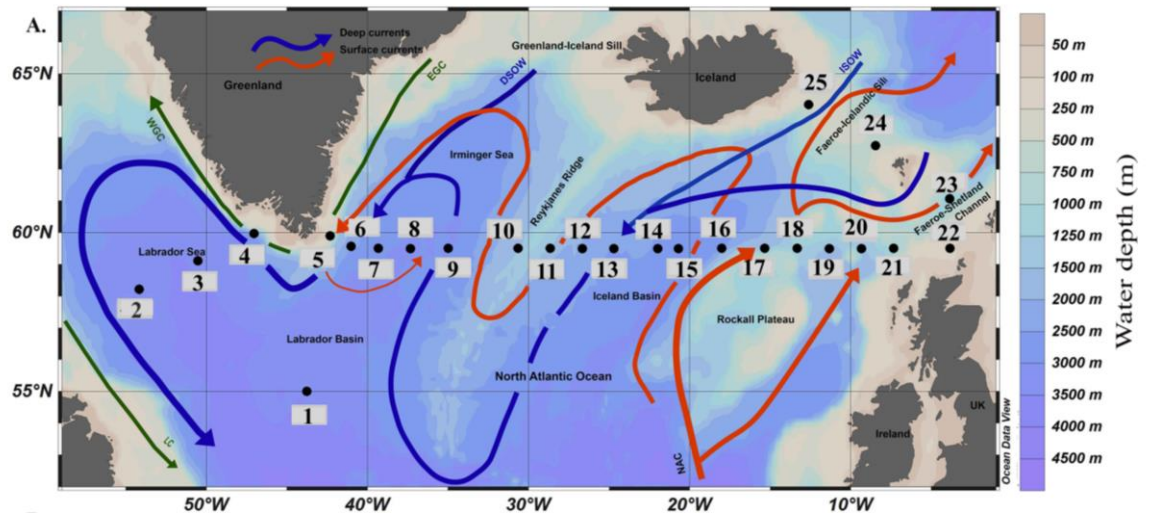 A.
Deep currents
Surface currents
Greenland-Iceland Sill
Greenland
Iceland
EGC
DSOW
ISOW
WGC
25
24
23
22
Faeroe-Icelandic Sill
Faeroe-Shetland
Channel
Irminger Sea
Reykjanes Ridge
Labrador Sea
4
5
6
7
8
9
10
11
12
13
14
15
16
17
18
19
20
21
3
2
1
Iceland Basin
Rockall Plateau
Labrador Basin
North Atlantic Ocean
LC
NAC
Ireland
UK
Ocean Data View
65°N
60°N
55°N
50°W
40°W
30°W
20°W
10°W
50 m
100 m
250 m
500 m
750 m
1000 m
1250 m
1500 m
2000 m
2500 m
3000 m
3500 m
4000 m
4500 m
Water depth (m)